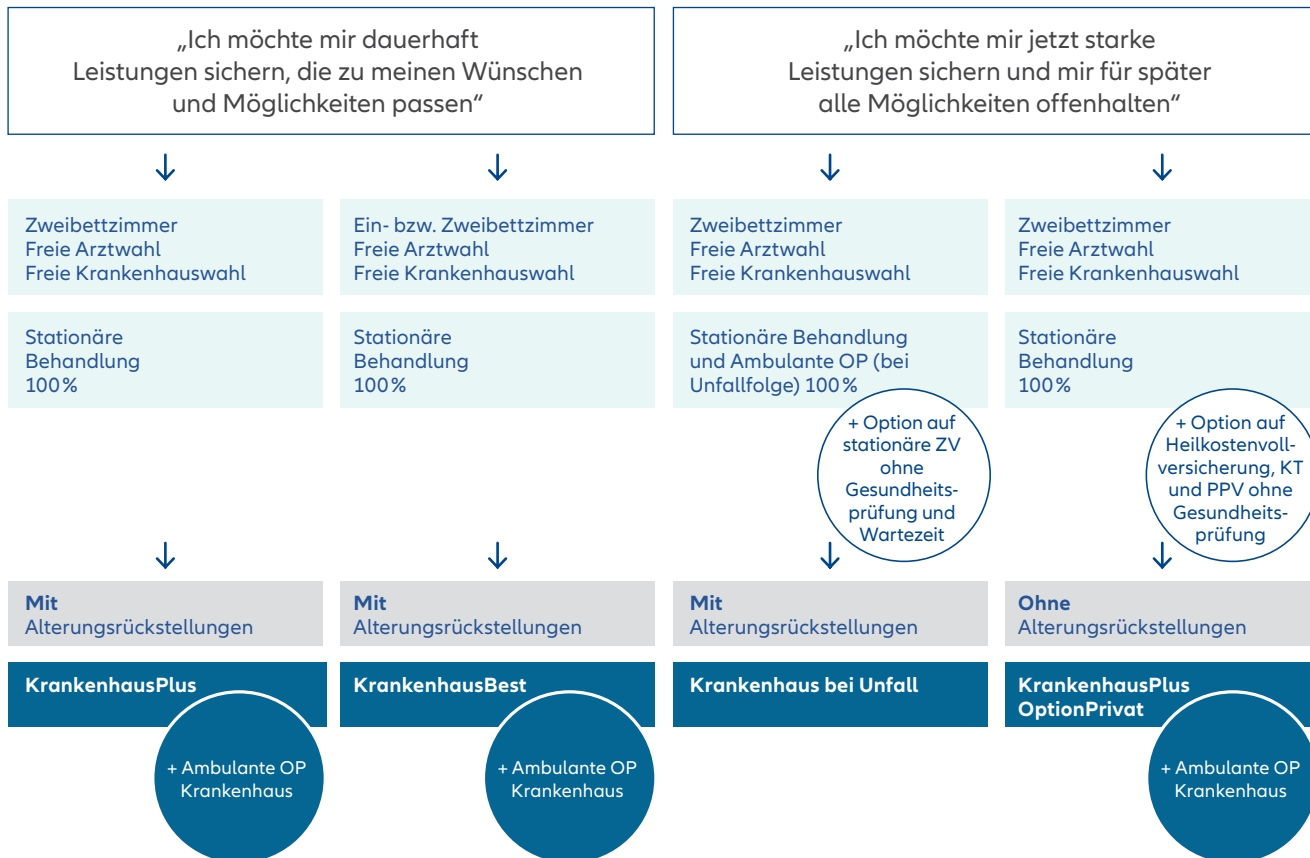 „Ich möchte mir dauerhaft
Leistungen sichern, die zu meinen Wünschen
und Möglichkeiten passen“
„Ich möchte mir jetzt starke
Leistungen sichern und mir für später
alle Möglichkeiten offenhalten“
Zweibettzimmer
Freie Arztwahl
Freie Krankenhauswahl
Ein- bzw. Zweibettzimmer
Freie Arztwahl
Freie Krankenhauswahl
Zweibettzimmer
Freie Arztwahl
Freie Krankenhauswahl
Zweibettzimmer
Freie Arztwahl
Freie Krankenhauswahl
Stationäre
Behandlung
100 %
Stationäre
Behandlung
100 %
Stationäre Behandlung
und Ambulante OP (bei
Unfallfolge) 100 %
Stationäre
Behandlung
100 %
+ Option auf
stationäre ZV
ohne
Gesundheits-
prüfung und
Wartezeit
+ Option auf
Heilkostenvoll-
versicherung, KT
und PPV ohne
Gesundheits-
prüfung
Mit
Alterungsrückstellungen
Mit
Alterungsrückstellungen
Mit
Alterungsrückstellungen
Ohne
Alterungsrückstellungen
KrankenhausPlus
KrankenhausBest
Krankenhaus bei Unfall
KrankenhausPlus
OptionPrivat
+ Ambulante OP
Krankenhaus
+ Ambulante OP
Krankenhaus
+ Ambulante OP
Krankenhaus